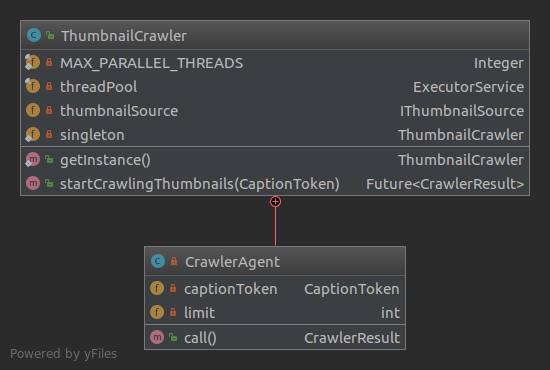 ThumbnailCrawler
MAX_PARALLEL_THREADS Integer
threadPool ExecutorService
thumbnailSource IThumbnailSource
singleton ThumbnailCrawler
getInstance() ThumbnailCrawler
startCrawlingThumbnails(CaptionToken) Future<CrawlerResult>
CrawlerAgent
captionToken CaptionToken
limit int
call() CrawlerResult
Powered by yFiles